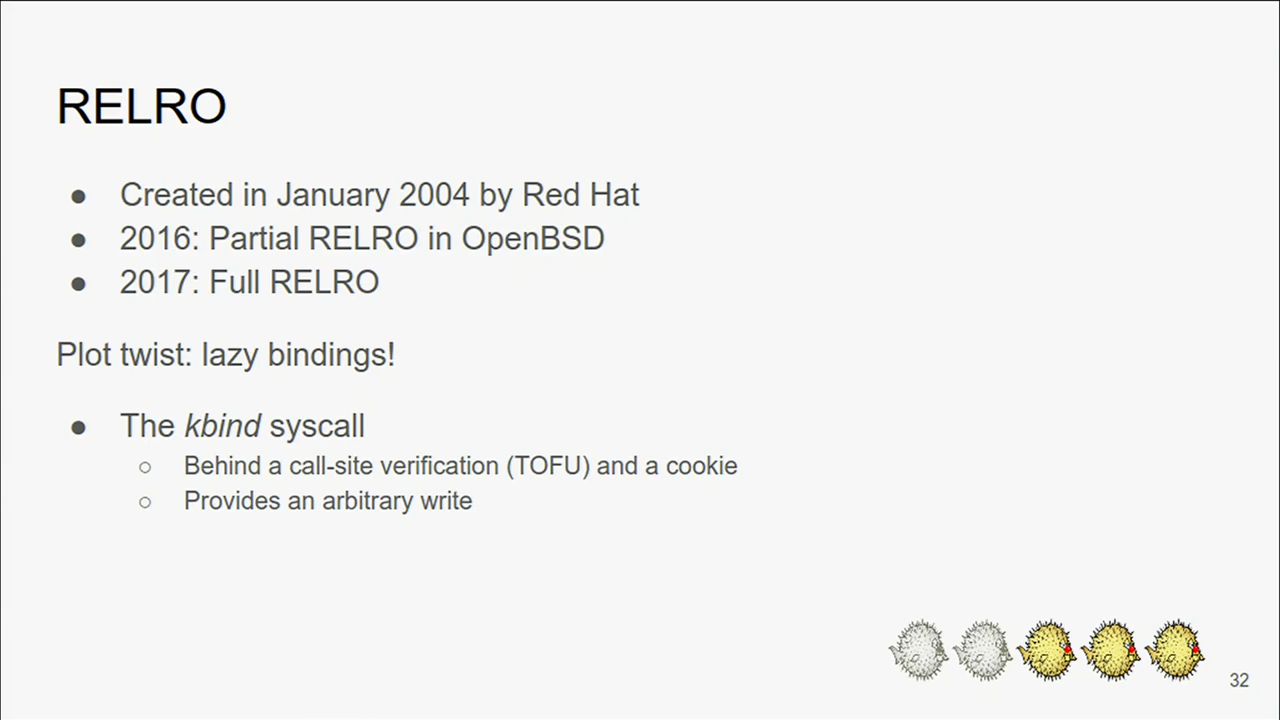 RELRO
● Created in January 2004 by Red Hat
● 2016: Partial RELRO in OpenBSD
● 2017: Full RELRO
Plot twist: lazy bindings!
● The kbind syscall
○ Behind a call-site verification (TOFU) and a cookie
○ Provides an arbitrary write
32